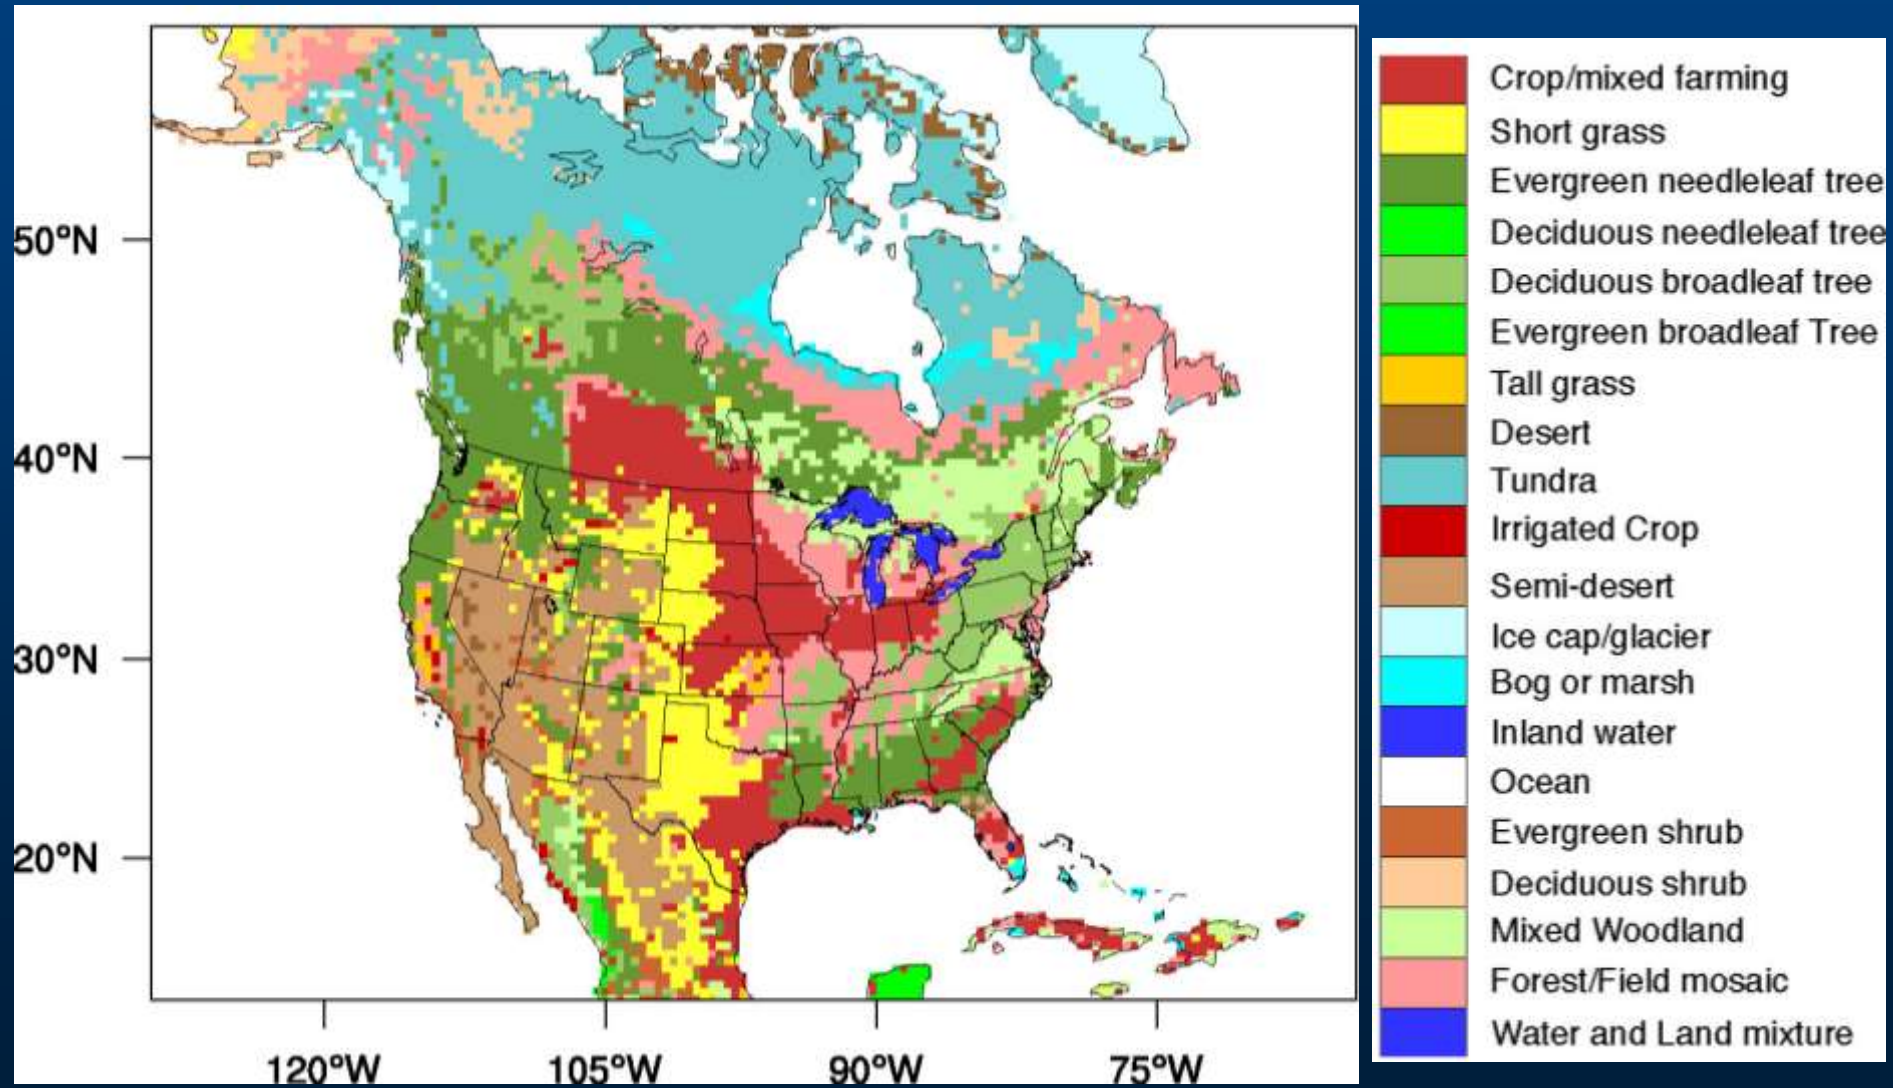 50°N
40°N
30°N
20°N
120°W 105°W 90°W 75°W
Crop/mixed farming
Short grass
Evergreen needleleaf tree
Deciduous needleleaf tree
Deciduous broadleaf tree
Evergreen broadleaf Tree
Tall grass
Desert
Tundra
Irrigated Crop
Semi-desert
Ice cap/glacier
Bog or marsh
Inland water
Ocean
Evergreen shrub
Deciduous shrub
Mixed Woodland
Forest/Field mosaic
Water and Land mixture